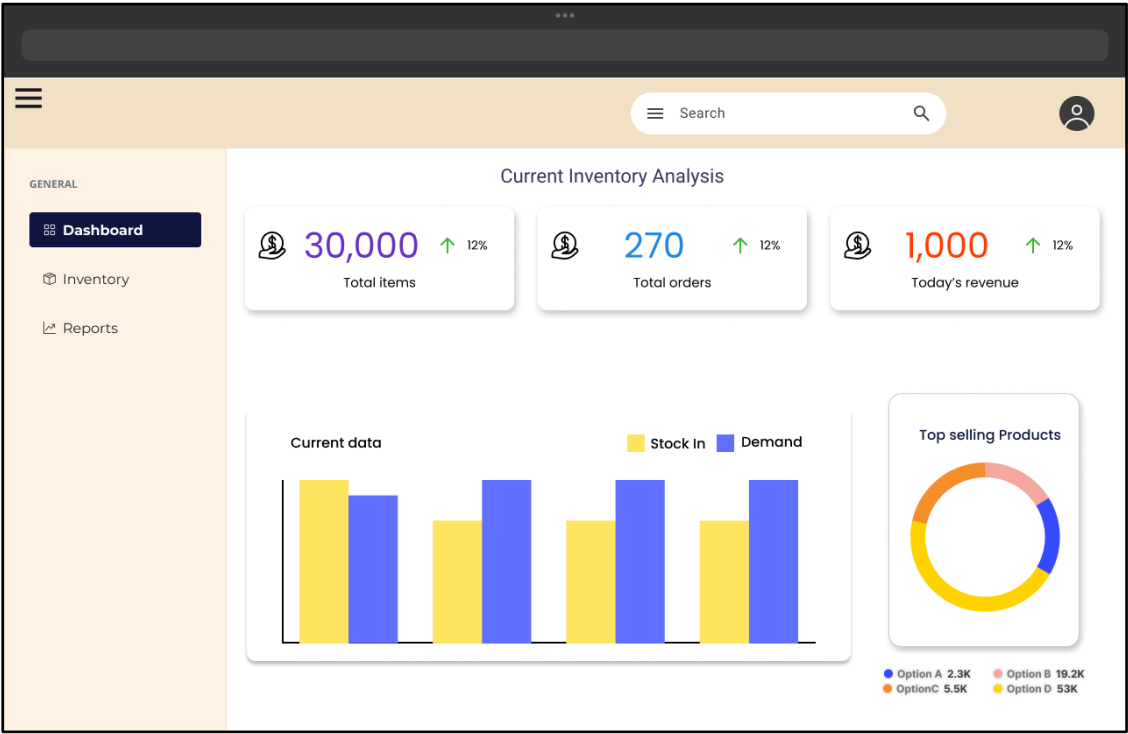 Search
GENERAL
Dashboard
Inventory
Reports
Current Inventory Analysis
30,000 12%
Total items
270 12%
Total orders
1,000 12%
Today's revenue
Current data
Stock In Demand
Top selling Products
Option A 2.3K Option B 19.2K
OptionC 5.5K Option D 53K